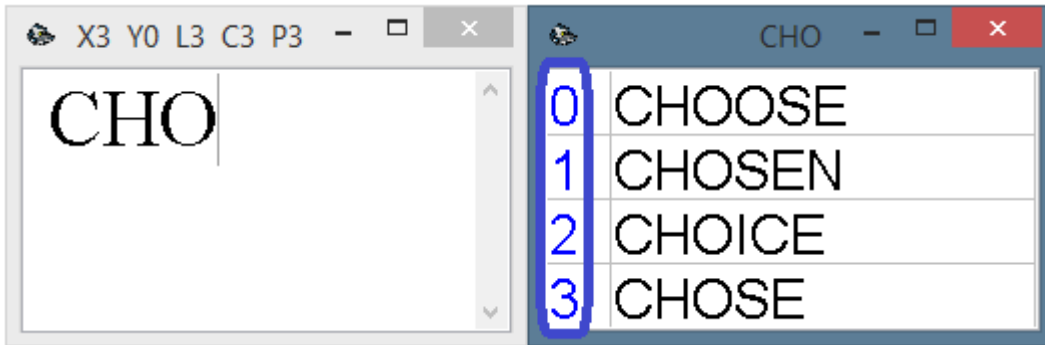 X3 Y0 L3 C3 P3
CHO
CHO
0 CHOOSE
1 CHOSEN
2 CHOICE
3 CHOSE